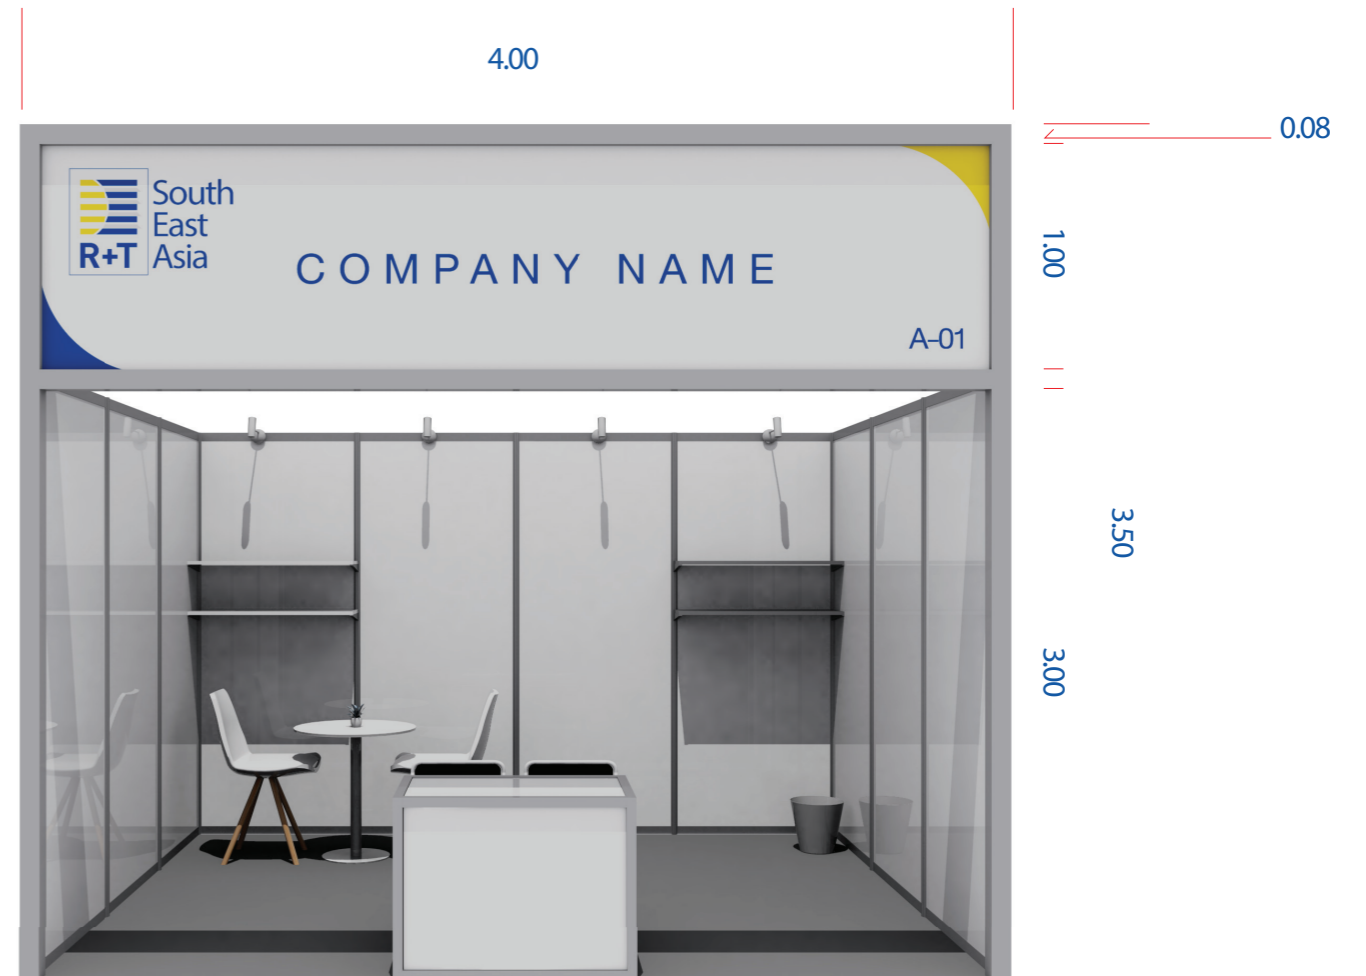 4.00
0.08
South
East
R+T Asia
COMPANY NAME
1.00
A-01
3.50
3.00